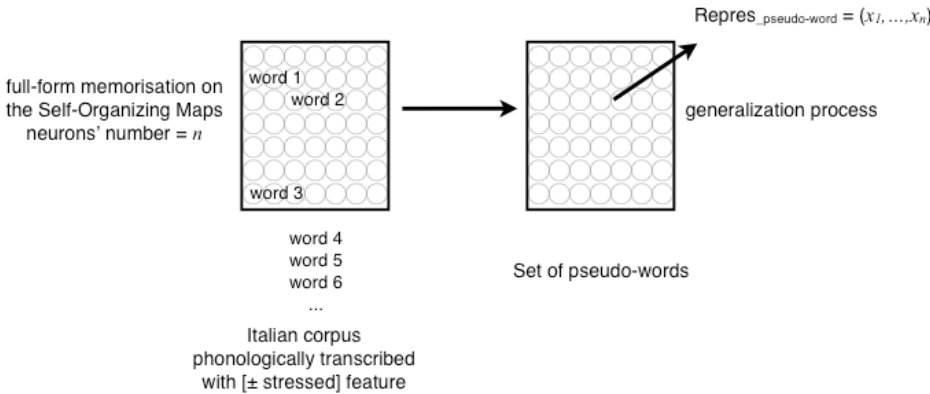 Repres_pseudo-word = (x1, ...,xn)
full-form memorisation on
the Self-Organizing Maps
neurons' number = n
word 1
word 2
word 3
generalization process
word 4
word 5
word 6
...
Italian corpus
phonologically transcribed
with [± stressed] feature
Set of pseudo-words